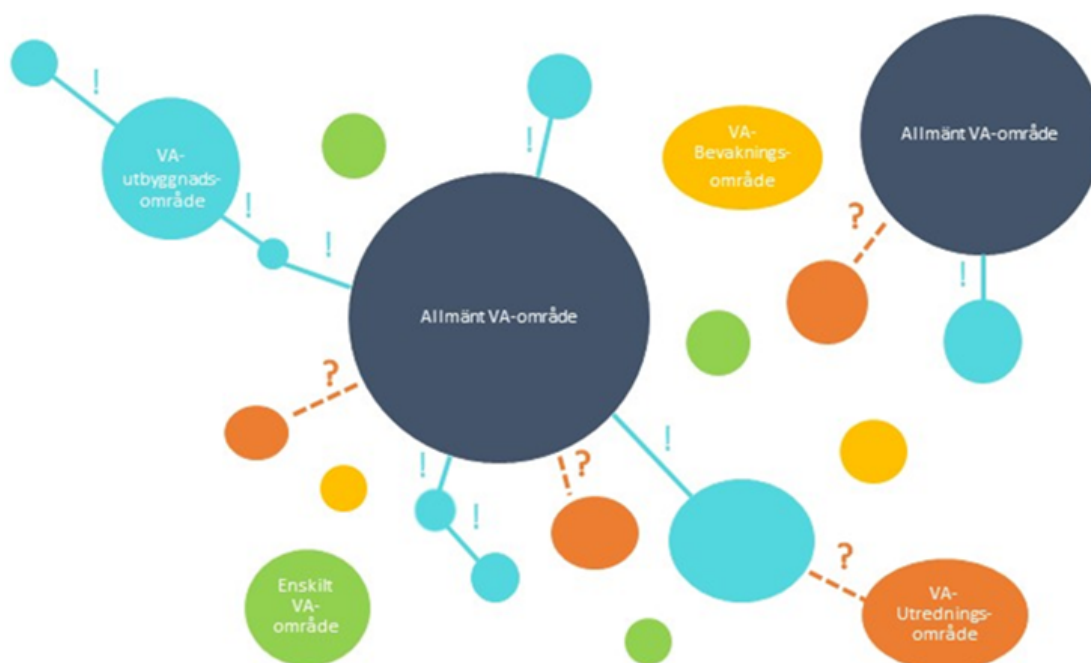 !
!
VA-
utbyggnads-
område
!
!
VA-
Bevaknings-
område
Allmänt VA-område
?
!
!
Allmänt VA-område
?
!
!
?
!
?
Enskilt
VA-
område
VA-
Utrednings-
område